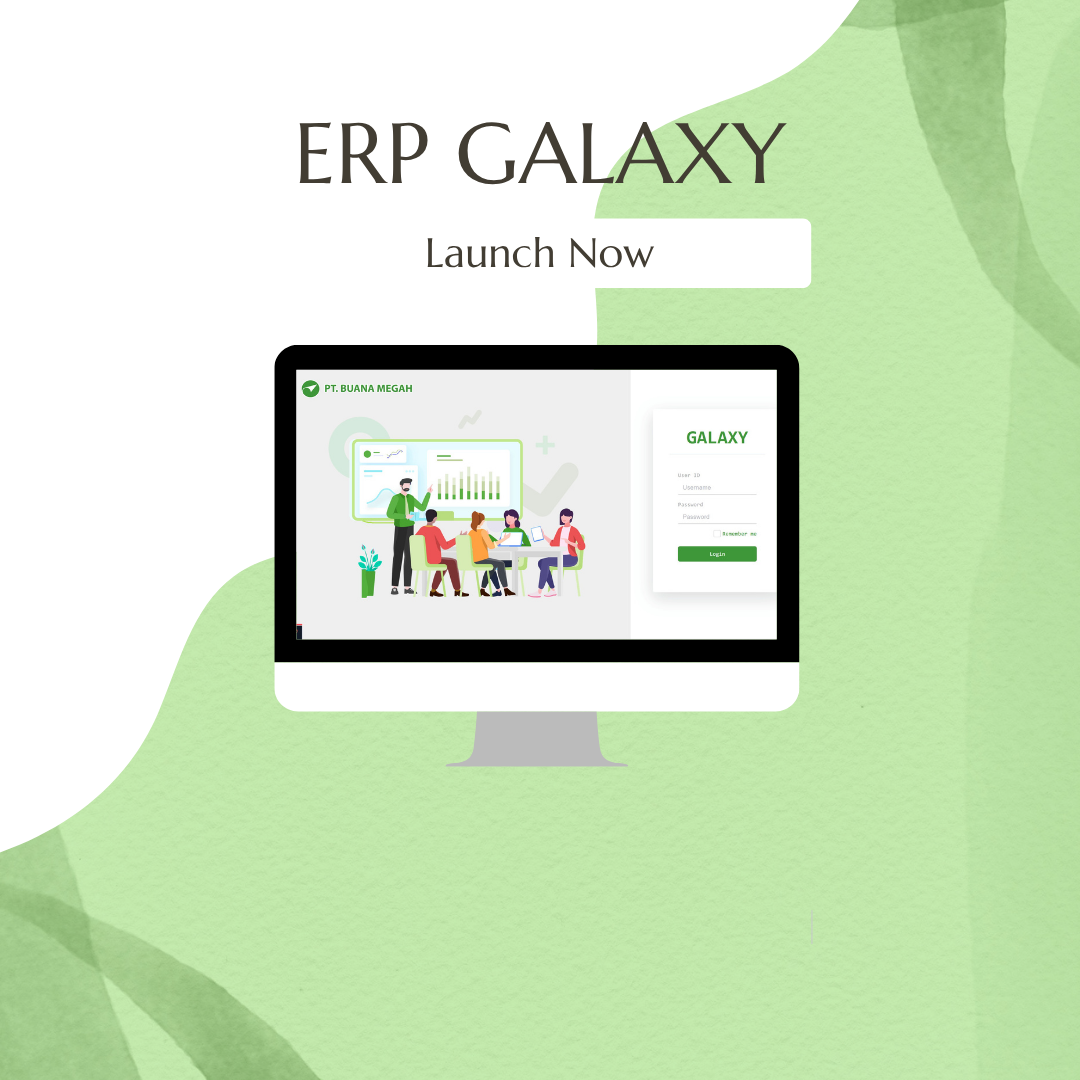 ERP GALAXY
Launch Now
PT. BUANA MEGAH
GALAXY
User ID
Username
Password
Password
Remember me
Login